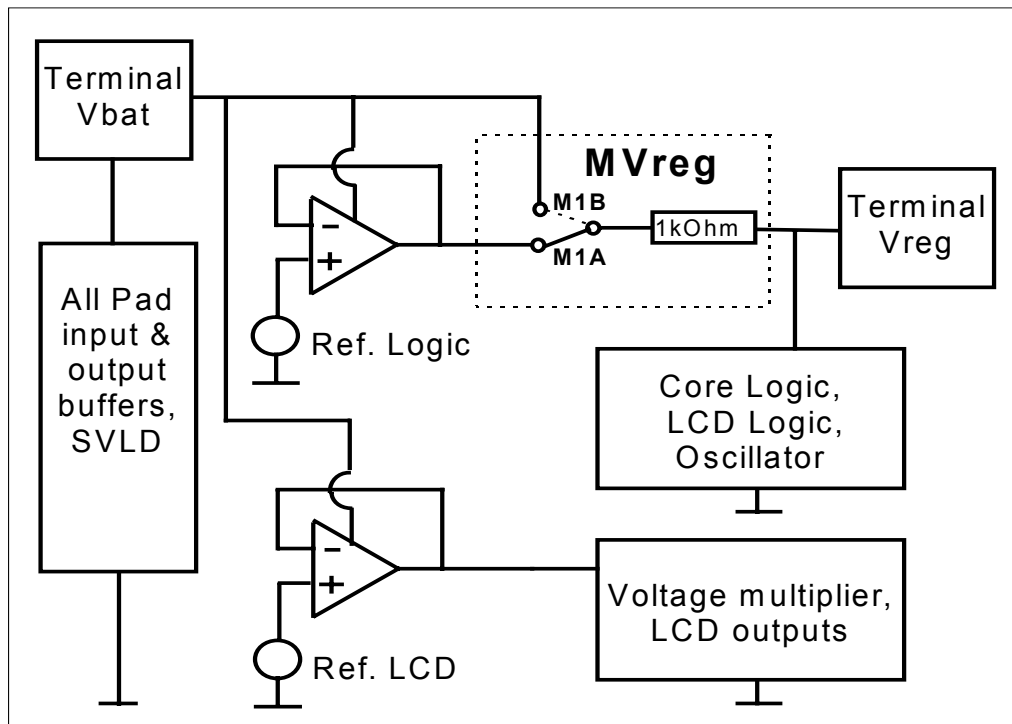 Terminal
Vbat
MVreg
M1B
M1A
1kOhm
Terminal
Vreg
All Pad
input &
output
buffers,
SVLD
-
+
Ref. Logic
Core Logic,
LCD Logic,
Oscillator
-
+
Ref. LCD
Voltage multiplier,
LCD outputs